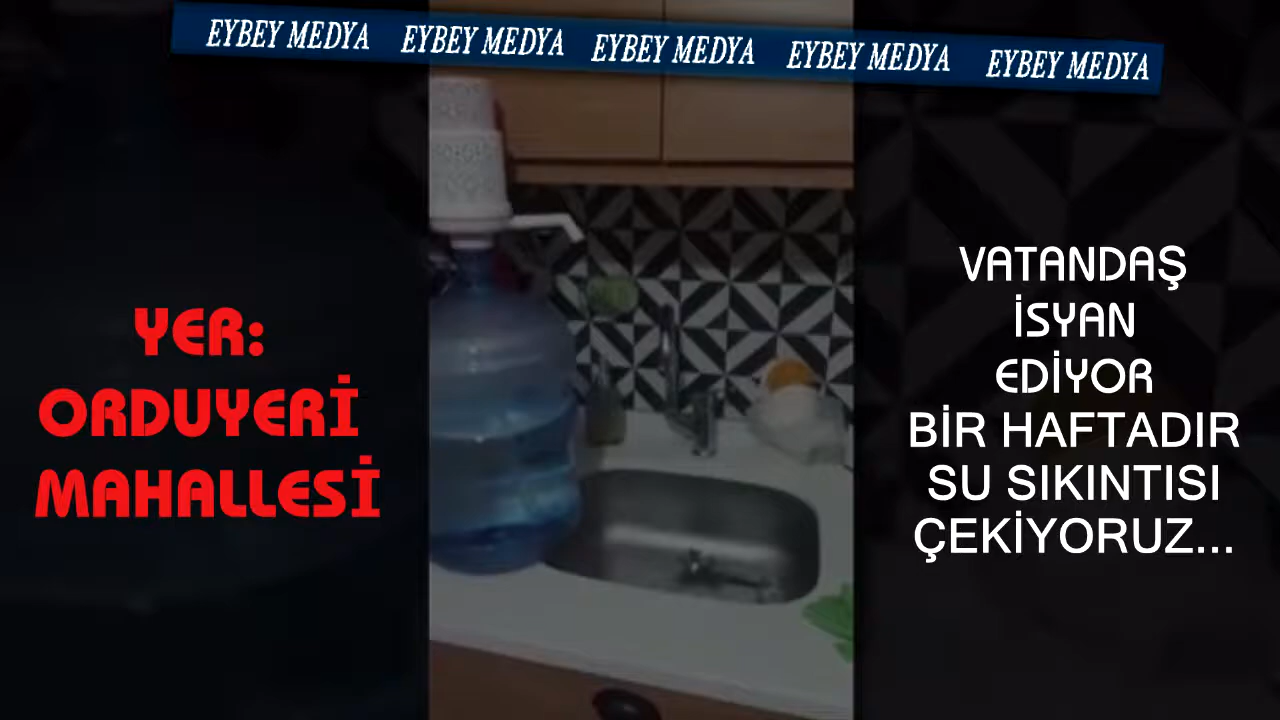 EYBEY MEDYA EYBEY MEDYA EYBEY MEDYA EYBEY MEDYA EYBEY MEDYA
YER:
ORDUYERİ
MAHALLESİ
VATANDAŞ
İSYAN
EDİYOR
BİR HAFTADIR
SU SIKINTISI
ÇEKİYORUZ...